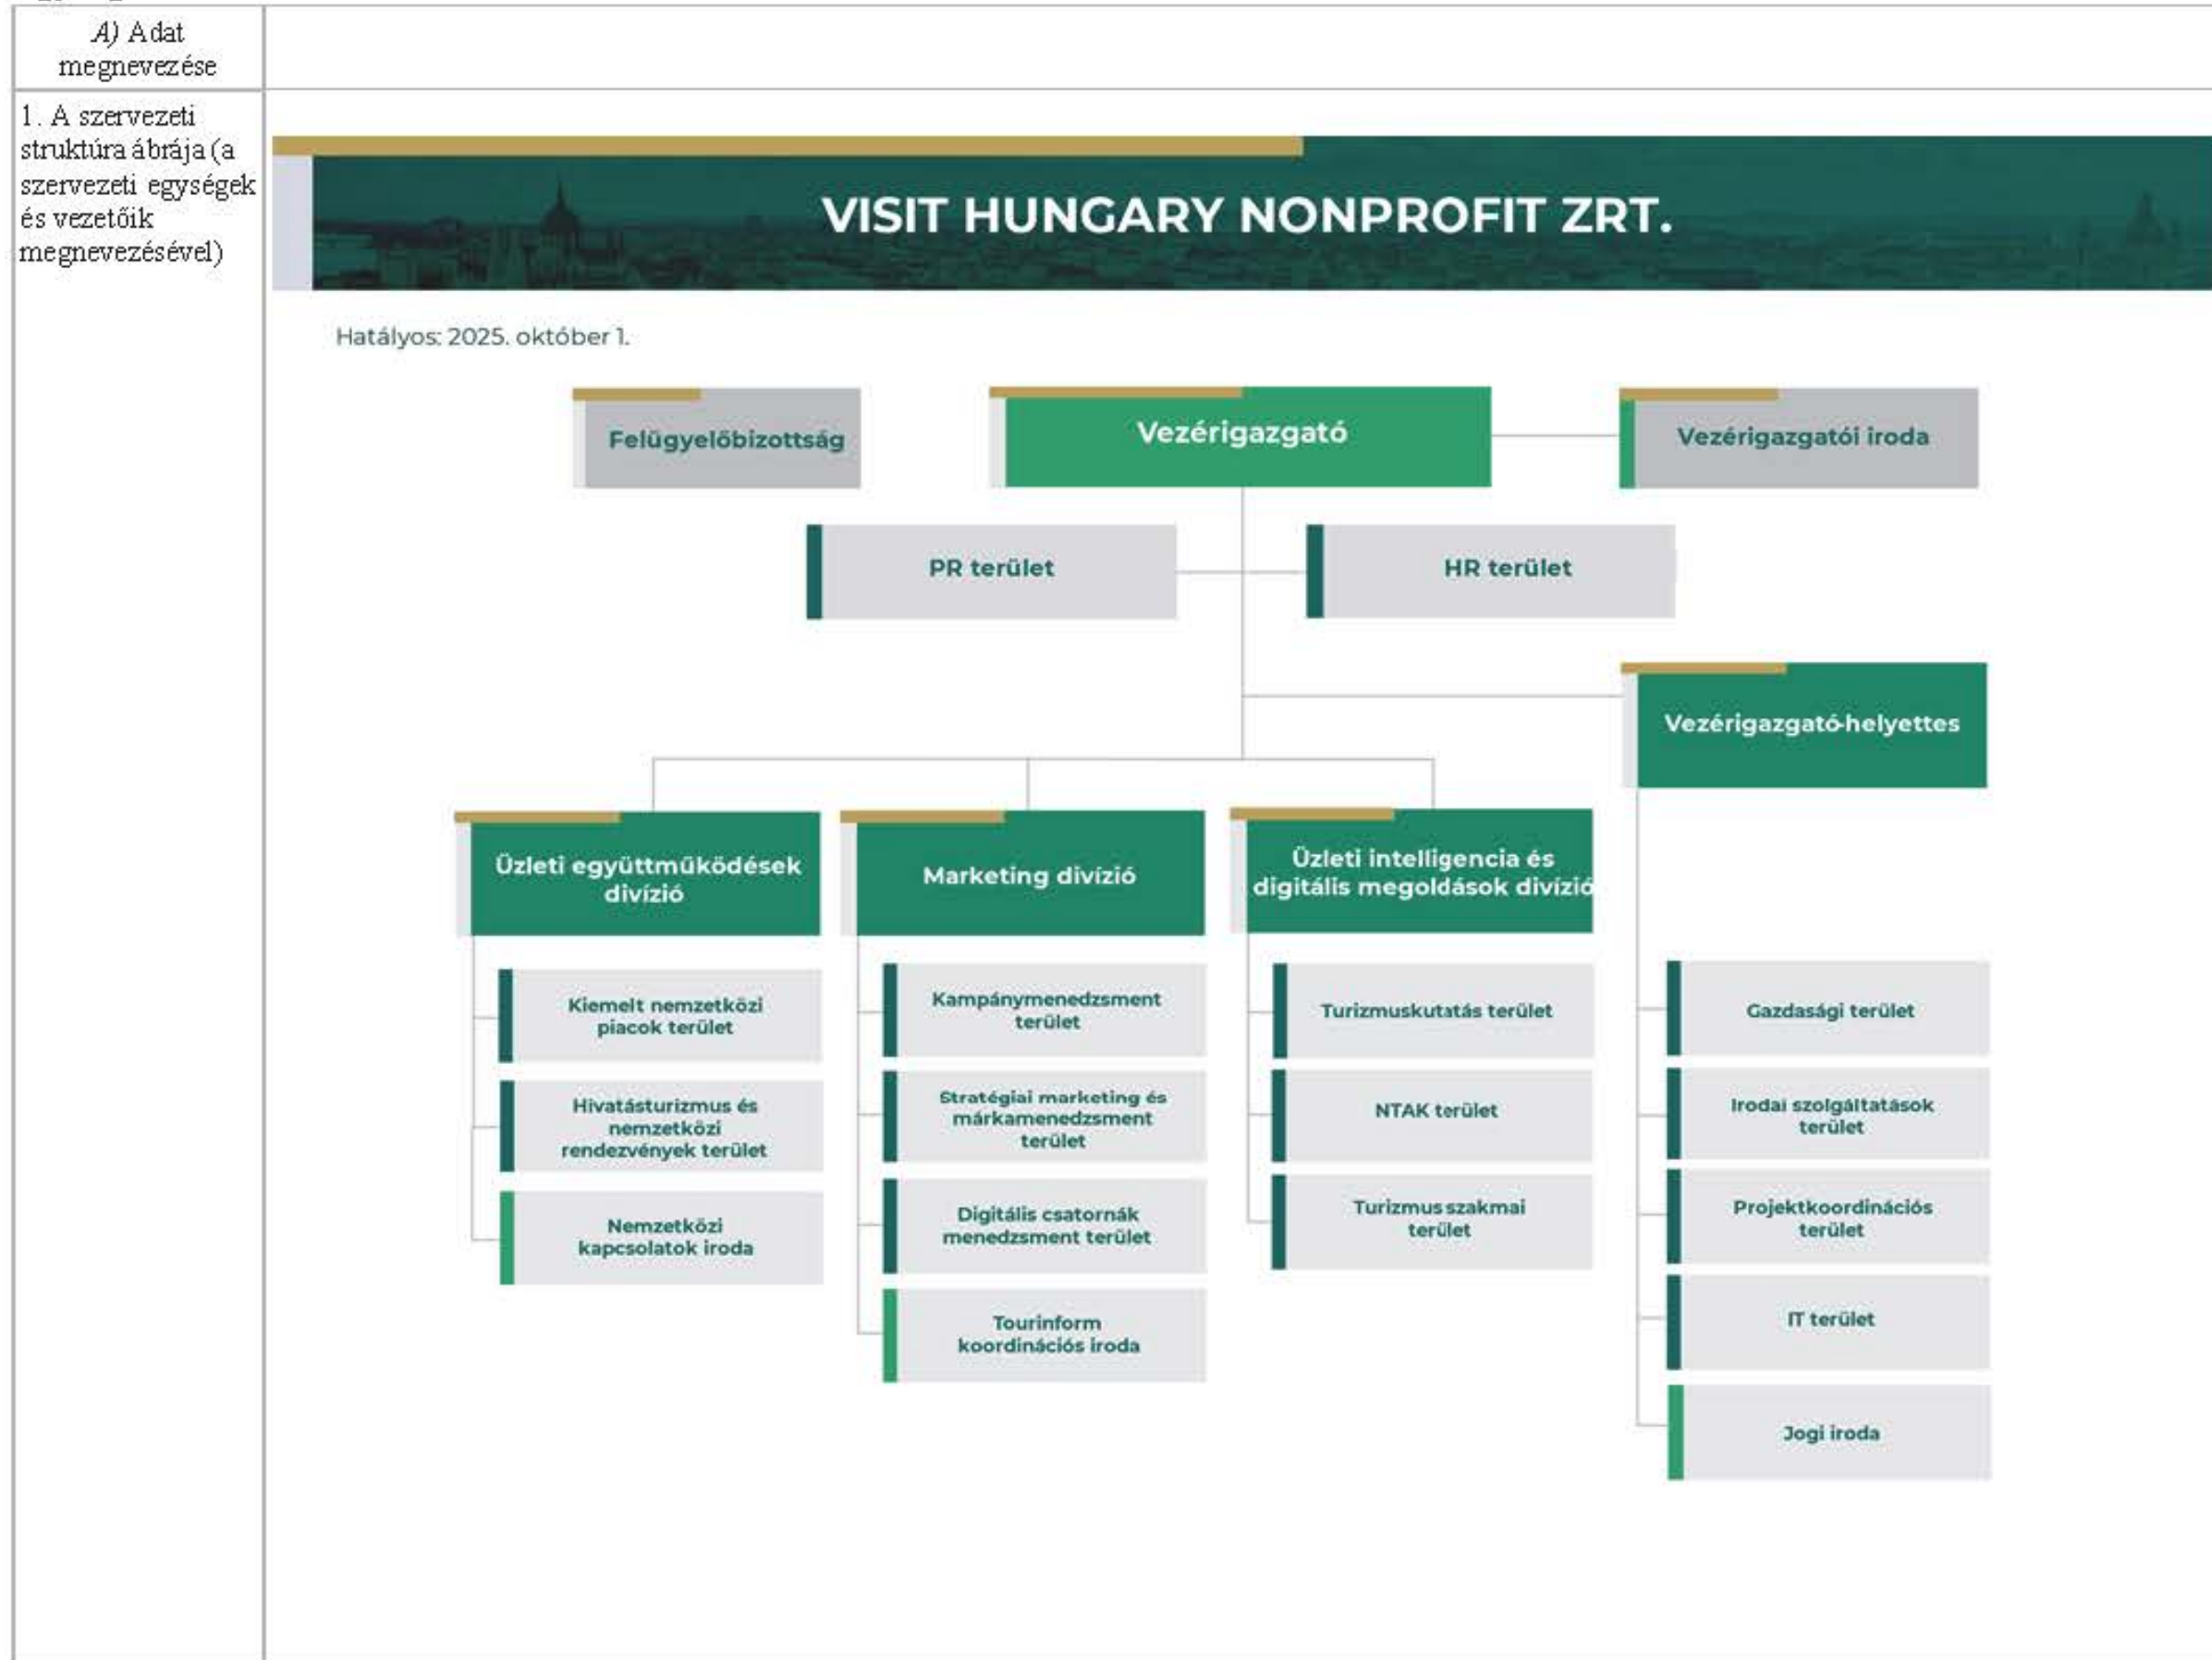 A) Adat
megnevezése
1. A szervezeti
struktúra ábrája (a
szervezeti egységek
és vezetőik
megnevezésével)
VISIT HUNGARY NONPROFIT ZRT.
Hatályos: 2025. október 1.
Felügyelőbizottság
Vezérigazgató
Vezérigazgatói iroda
PR terület
HR terület
Vezérigazgató-helyettes
Üzleti együttműködések
divízió
Marketing divízió
Üzleti intelligencia és
digitális megoldások divízió
Kiemelt nemzetközi
piacok terület
Hivatásturizmus és
nemzetközi
rendezvények terület
Nemzetközi
kapcsolatok iroda
Kampánymenedzsment
terület
Stratégiai marketing és
márkamenedzsment
terület
Digitális csatornák
menedzsment terület
Tourinform
koordinációs iroda
Turizmuskutatás terület
NTAK terület
Turizmus szakmai
terület
Gazdasági terület
Irodai szolgáltatások
terület
Projektkoordinációs
terület
IT terület
Jogi iroda